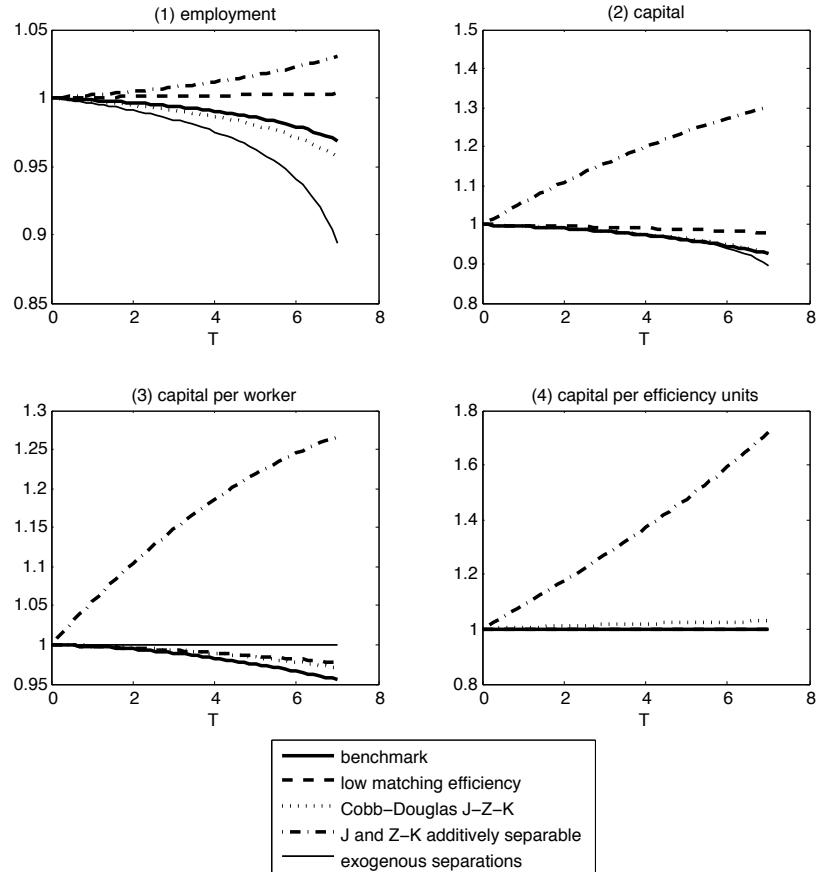 (1) employment
1.05
1
0.95
0.9
0.85
0 2 4 6 8
T
(2) capital
1.5
1.4
1.3
1.2
1.1
1
0.9
0.8
0 2 4 6 8
T
(3) capital per worker
1.3
1.25
1.2
1.15
1.1
1.05
1
0.95
0 2 4 6 8
T
(4) capital per efficiency units
1.8
1.6
1.4
1.2
1
0.8
0 2 4 6 8
T
benchmark
low matching efficiency
Cobb−Douglas J−Z−K
J and Z−K additively separable
exogenous separations